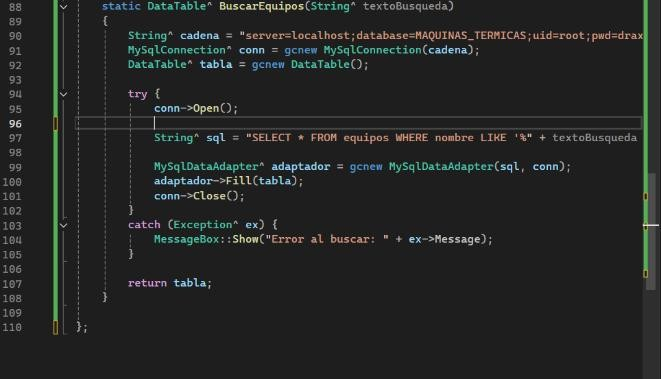 88 static DataTable^ BuscarEquipos(String^ textoBusqueda)
89 {
90 String^ cadena = "server=localhost;database=MAQUINAS_TERMICAS;uid=root;pwd=drax
91 MySqlConnection^ conn = gcnew MySqlConnection(cadena);
92 DataTable^ tabla = gcnew DataTable();
93
94 try {
95 conn->Open();
96
97 String^ sql = "SELECT * FROM equipos WHERE nombre LIKE '%" + textoBusqueda
98
99 MySqlDataAdapter^ adaptador = gcnew MySqlDataAdapter(sql, conn);
100 adaptador->Fill(tabla);
101 conn->Close();
102 }
103 catch (Exception^ ex) {
104 MessageBox::Show("Error al buscar: " + ex->Message);
105 }
106
107 return tabla;
108 }
109
110 };